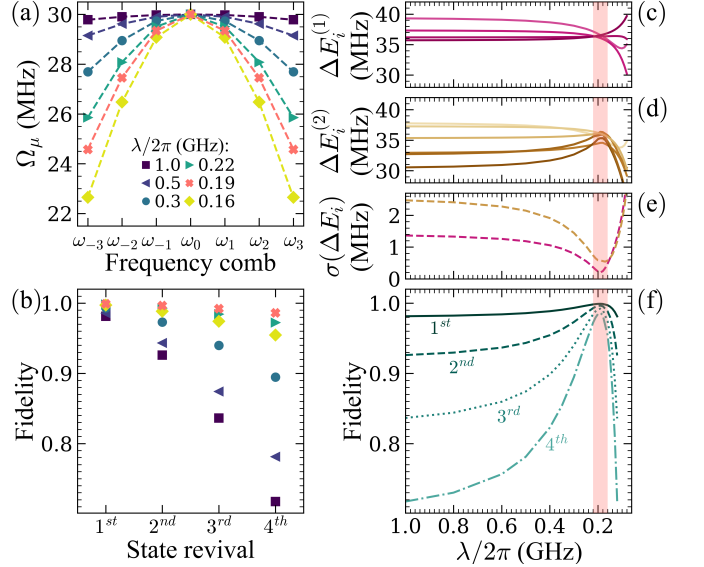 (a)
30
28
26
24
22
Ω_μ (MHz)
λ/2π (GHz):
1.0
0.5
0.3
0.22
0.19
0.16
ω_{-3} ω_{-2} ω_{-1} ω_0 ω_1 ω_2 ω_3
Frequency comb
(b)
1.0
0.9
0.8
Fidelity
1^{st} 2^{nd} 3^{rd} 4^{th}
State revival
(c)
40
35
30
ΔE_i^{(1)}
(MHz)
(d)
40
35
30
ΔE_i^{(2)}
(MHz)
(e)
2
1
0
σ(ΔE_i)
(MHz)
(f)
1.0
0.9
0.8
Fidelity
1^{st}
2^{nd}
3^{rd}
4^{th}
1.0 0.8 0.6 0.4 0.2
λ/2π (GHz)